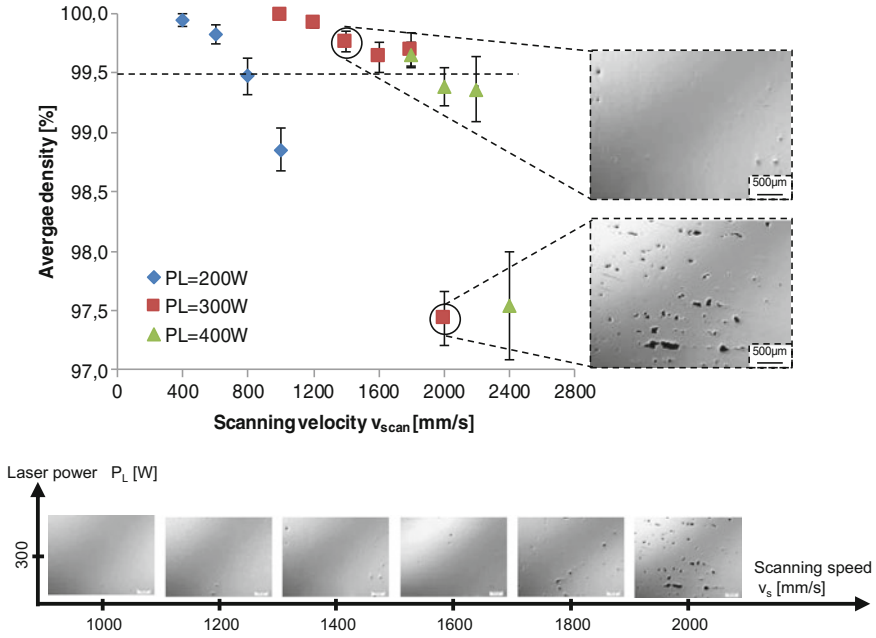 100,0
99,5
99,0
98,5
98,0
97,5
97,0
Avergae density [%]
PL=200W
PL=300W
PL=400W
0 400 800 1200 1600 2000 2400 2800
Scanning velocity vscan [mm/s]
500µm
500µm
Laser power PL [W]
300
1000 1200 1400 1600 1800 2000
Scanning speed
vs [mm/s]